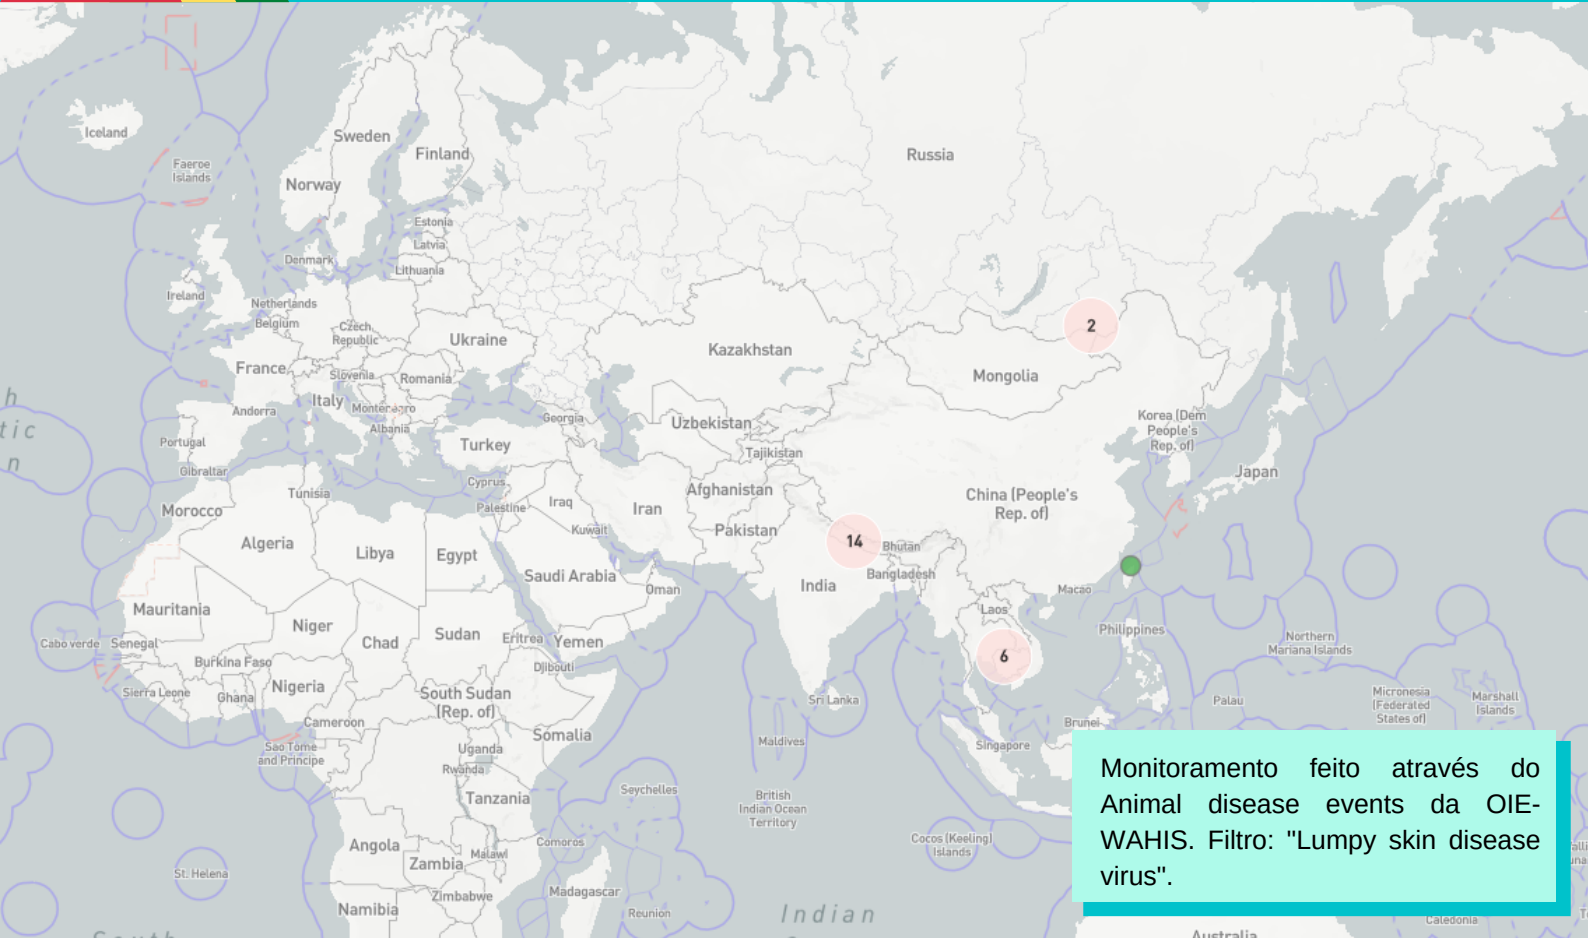 Iceland
Sweden
Finland
Russia
Faeroe
Islands
Norway
Estonia
Latvia
Denmark
Lithuania
Ireland
Netherlands
Belgium
Czech
Republic
Ukraine
2
Kazakhstan
France
Slovenia
Romania
Mongolia
h
tic
n
Italy
Montenegro
Andorra
Albania
Georgia
Uzbekistan
Korea (Dem
People's
Rep. of)
Portugal
Turkey
Tajikistan
Gibraltar
Japan
Cyprus
Afghanistan
Tunisia
China (People's
Rep. of)
Morocco
Palestine
Iraq
Iran
Kuwait
Pakistan
Algeria
Libya
Egypt
14
Bhutan
Saudi Arabia
India
Bangladesh
Oman
Macao
Mauritania
Laos
Niger
Chad
Sudan
Eritrea
Yemen
Philippines
Northern
Mariana Islands
Cabo verde
Senegal
Burkina Faso
Djibouti
6
Sierra Leone
Ghana
Nigeria
South Sudan
(Rep. of)
Sri Lanka
Palau
Micronesia
(Federated
States of)
Marshall
Islands
Cameroon
Somalia
Brunei
Sao Tome
and Principe
Uganda
Rwanda
Maldives
Singapore
Tanzania
Seychelles
British
Indian Ocean
Territory
Monitoramento feito através do
Animal disease events da OIE-
WAHIS. Filtro: "Lumpy skin disease
virus".
Angola
Zambia
Malawi
Comoros
Cocos (Keeling)
Islands
St. Helena
Zimbabwe
Madagascar
Namibia
Reunion
Indian
Caledonia
South
Australia